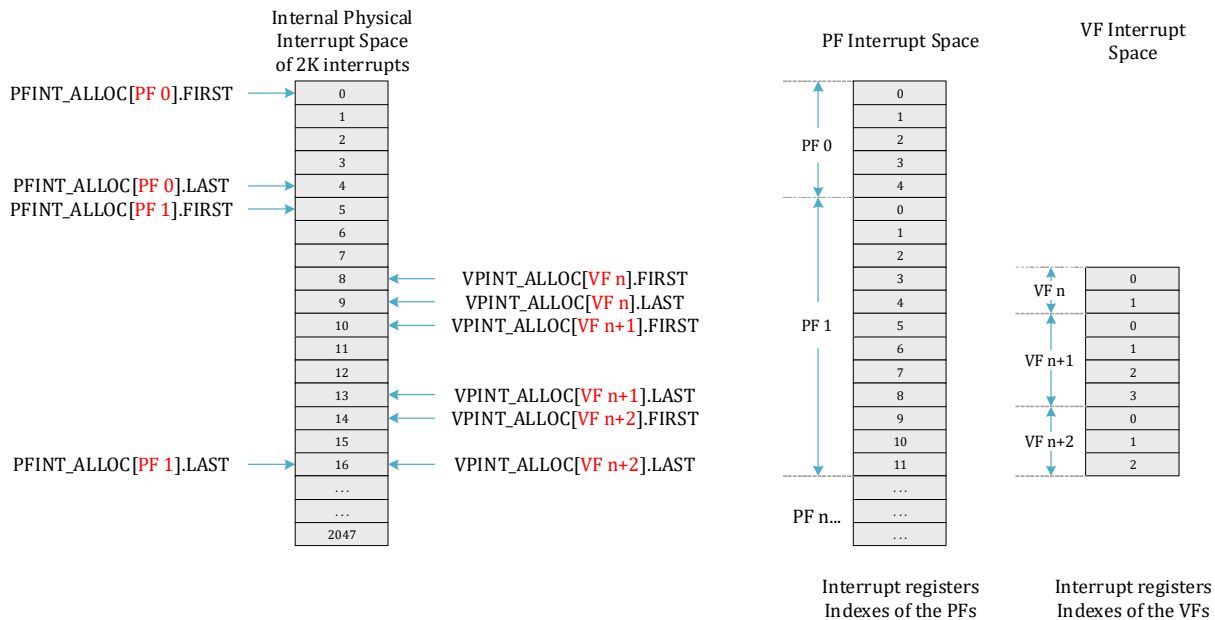 Internal Physical
Interrupt Space
of 2K interrupts
PF Interrupt Space
VF Interrupt
Space
PFINT_ALLOC[PF 0].FIRST
0
0
1
1
2
PF 0
2
3
3
PFINT_ALLOC[PF 0].LAST
4
4
PFINT_ALLOC[PF 1].FIRST
5
0
6
1
7
2
8
VPINT_ALLOC[VF n].FIRST
3
VF n
0
9
VPINT_ALLOC[VF n].LAST
4
1
10
VPINT_ALLOC[VF n+1].FIRST
PF 1
5
0
11
6
VF n+1
1
12
7
2
13
VPINT_ALLOC[VF n+1].LAST
8
3
14
VPINT_ALLOC[VF n+2].FIRST
9
0
15
10
VF n+2
1
PFINT_ALLOC[PF 1].LAST
16
VPINT_ALLOC[VF n+2].LAST
11
2
...
...
...
PF n...
...
2047
...
Interrupt registers
Indexes of the PFs
Interrupt registers
Indexes of the VFs